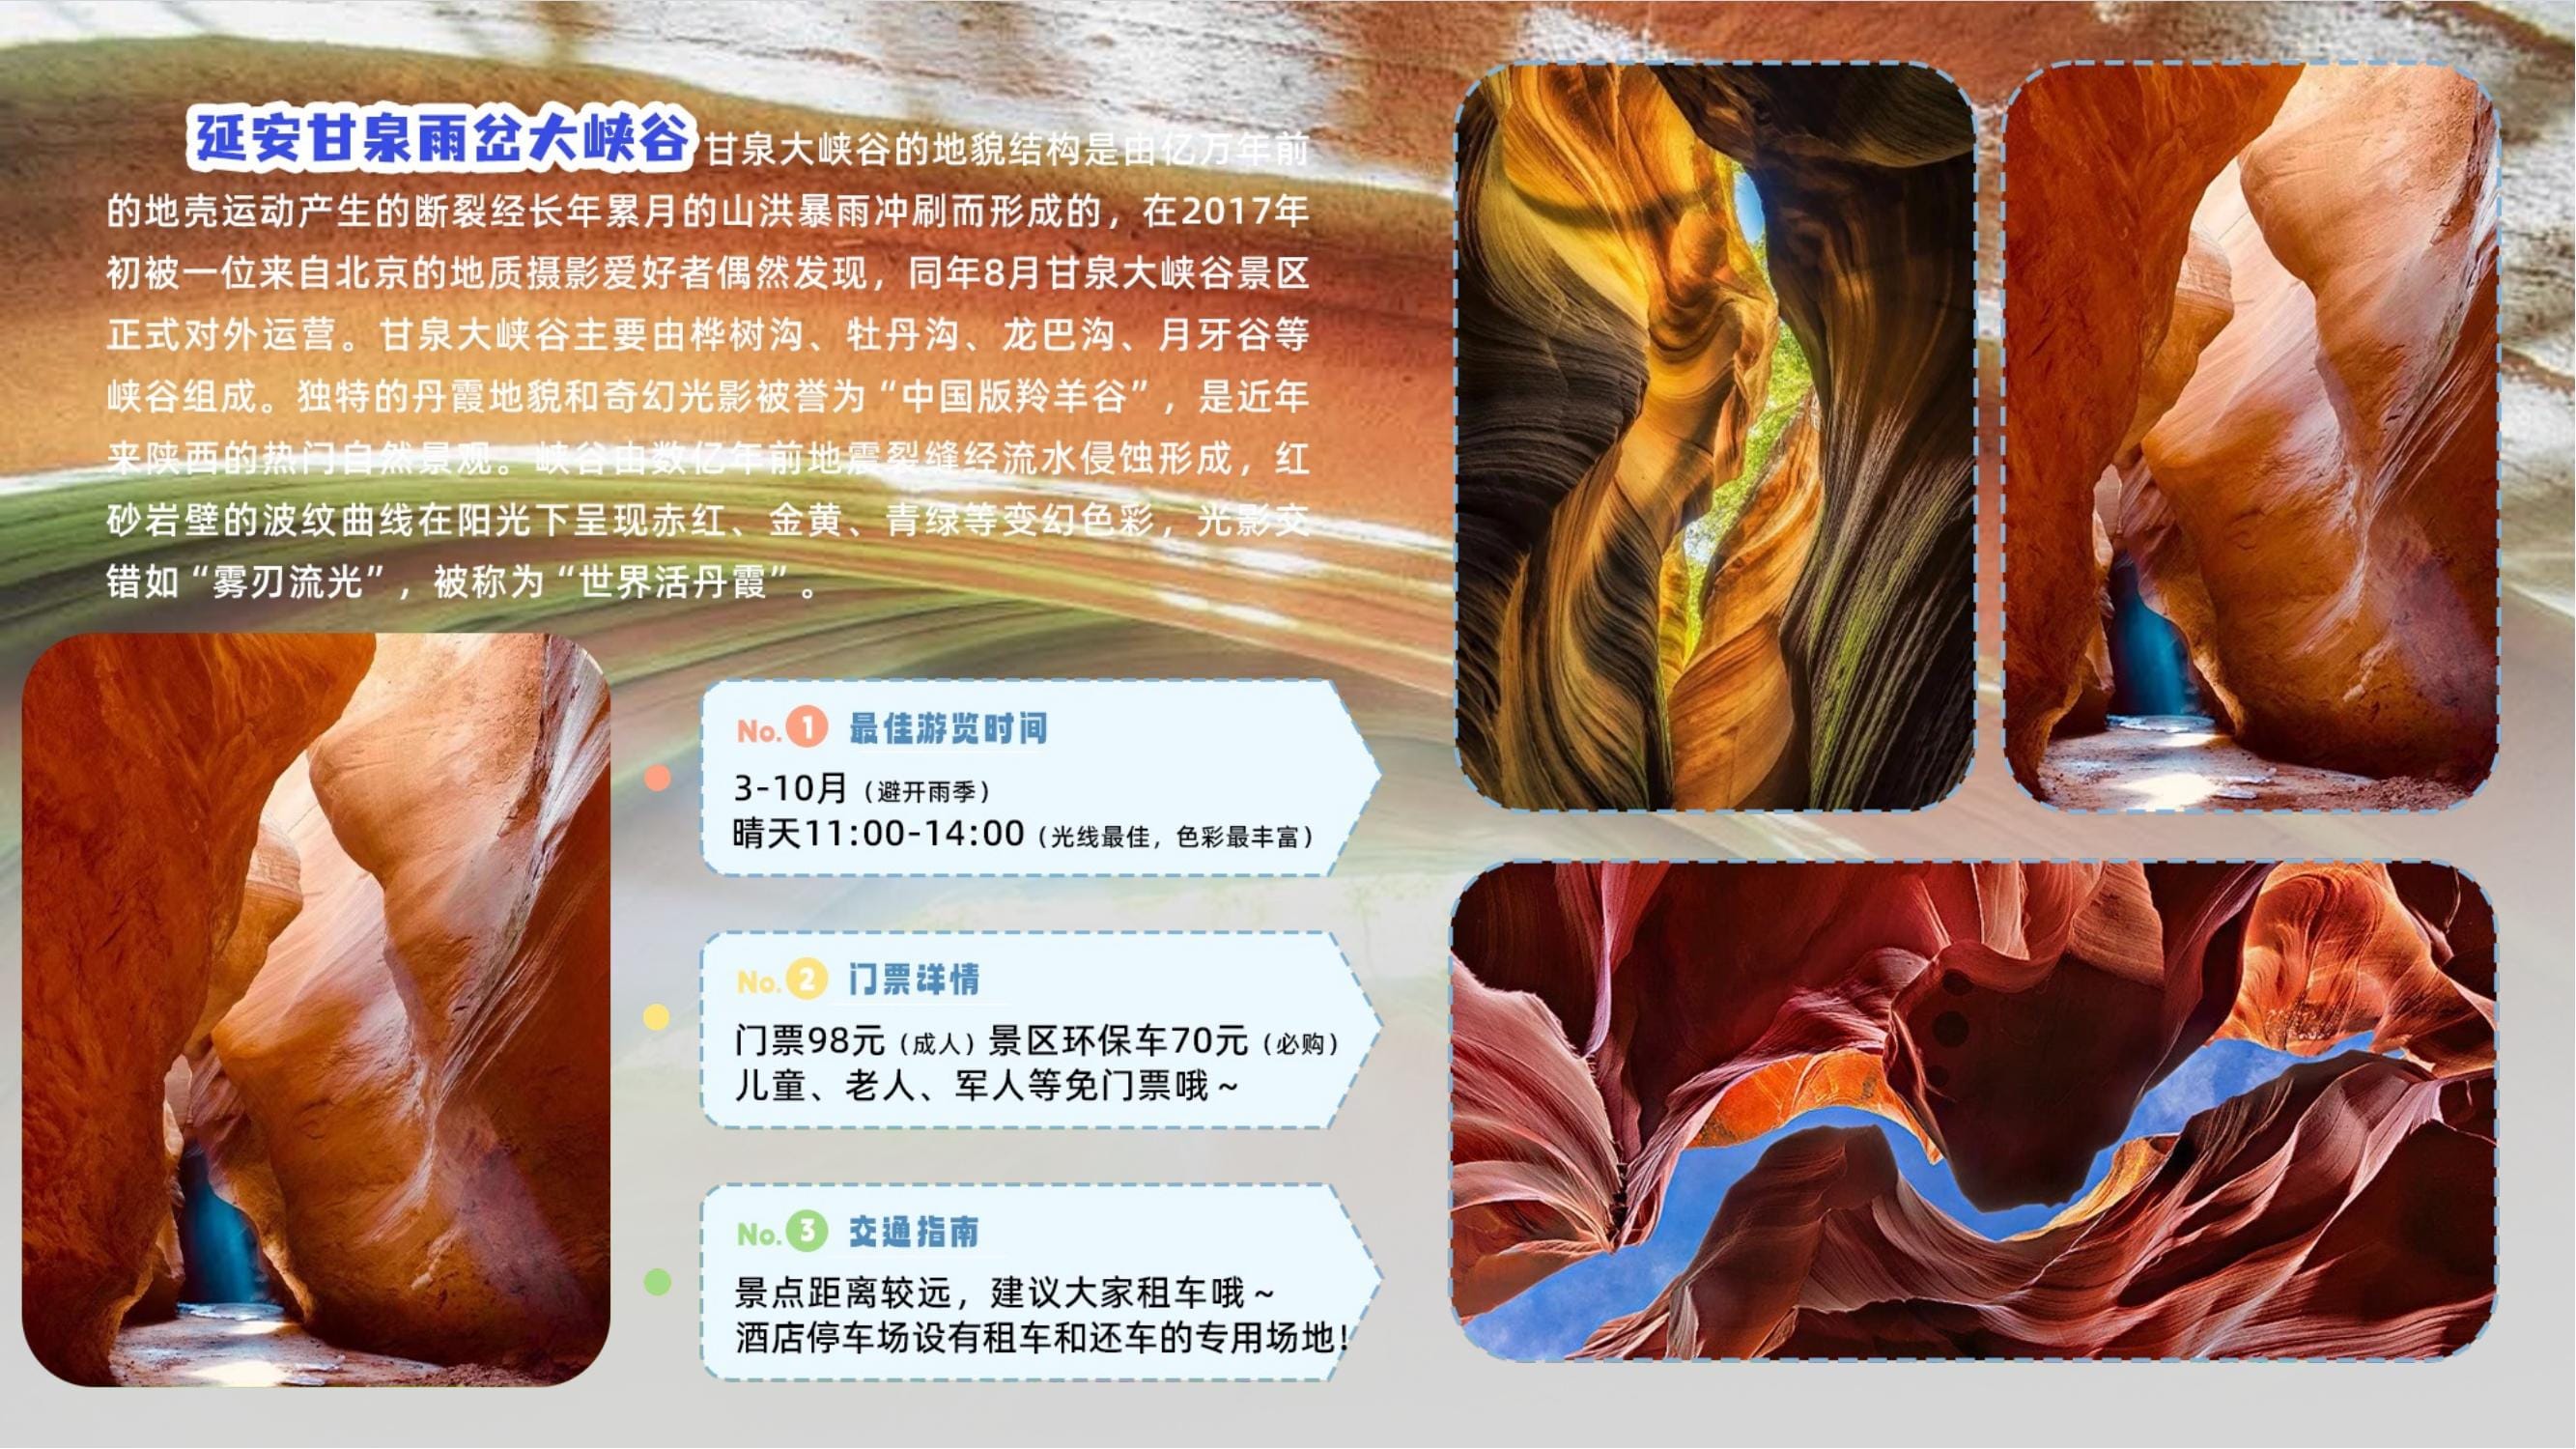 延安甘泉雨岔大峡谷 甘泉大峡谷的地貌结构是由亿万年前
的地壳运动产生的断裂经长年累月的山洪暴雨冲刷而形成的，在2017年
初被一位来自北京的地质摄影爱好者偶然发现，同年8月甘泉大峡谷景区
正式对外运营。甘泉大峡谷主要由桦树沟、牡丹沟、龙巴沟、月牙谷等
峡谷组成。独特的丹霞地貌和奇幻光影被誉为“中国版羚羊谷”，是近年
来陕西的热门自然景观。峡谷由数亿年前地震裂缝经流水侵蚀形成，红
砂岩壁的波纹曲线在阳光下呈现赤红、金黄、青绿等变幻色彩，光影交
错如“雾刃流光”，被称为“世界活丹霞”。
No.1 最佳游览时间
3-10月（避开雨季）
晴天11:00-14:00（光线最佳，色彩最丰富）
No.2 门票详情
门票98元（成人）景区环保车70元（必购）
儿童、老人、军人等免门票哦～
No.3 交通指南
景点距离较远，建议大家租车哦～
酒店停车场设有租车和还车的专用场地!